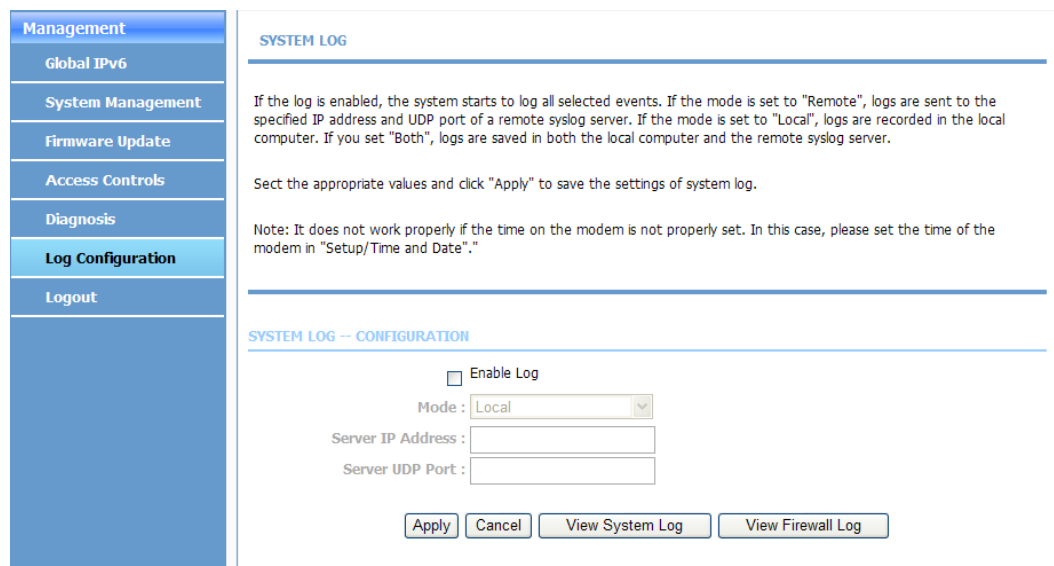 Management
Global IPv6
System Management
Firmware Update
Access Controls
Diagnosis
Log Configuration
Logout
SYSTEM LOG
If the log is enabled, the system starts to log all selected events. If the mode is set to "Remote", logs are sent to the
specified IP address and UDP port of a remote syslog server. If the mode is set to "Local", logs are recorded in the local
computer. If you set "Both", logs are saved in both the local computer and the remote syslog server.
Sect the appropriate values and click "Apply" to save the settings of system log.
Note: It does not work properly if the time on the modem is not properly set. In this case, please set the time of the
modem in "Setup/Time and Date"."
SYSTEM LOG -- CONFIGURATION
Enable Log
Mode : Local
Server IP Address :
Server UDP Port :
Apply Cancel View System Log View Firewall Log